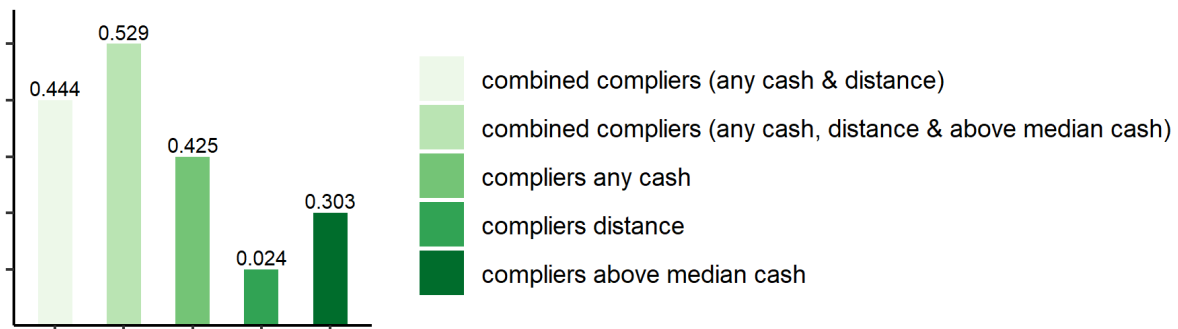 0.444
0.529
0.425
0.024
0.303
combined compliers (any cash & distance)
combined compliers (any cash, distance & above median cash)
compliers any cash
compliers distance
compliers above median cash